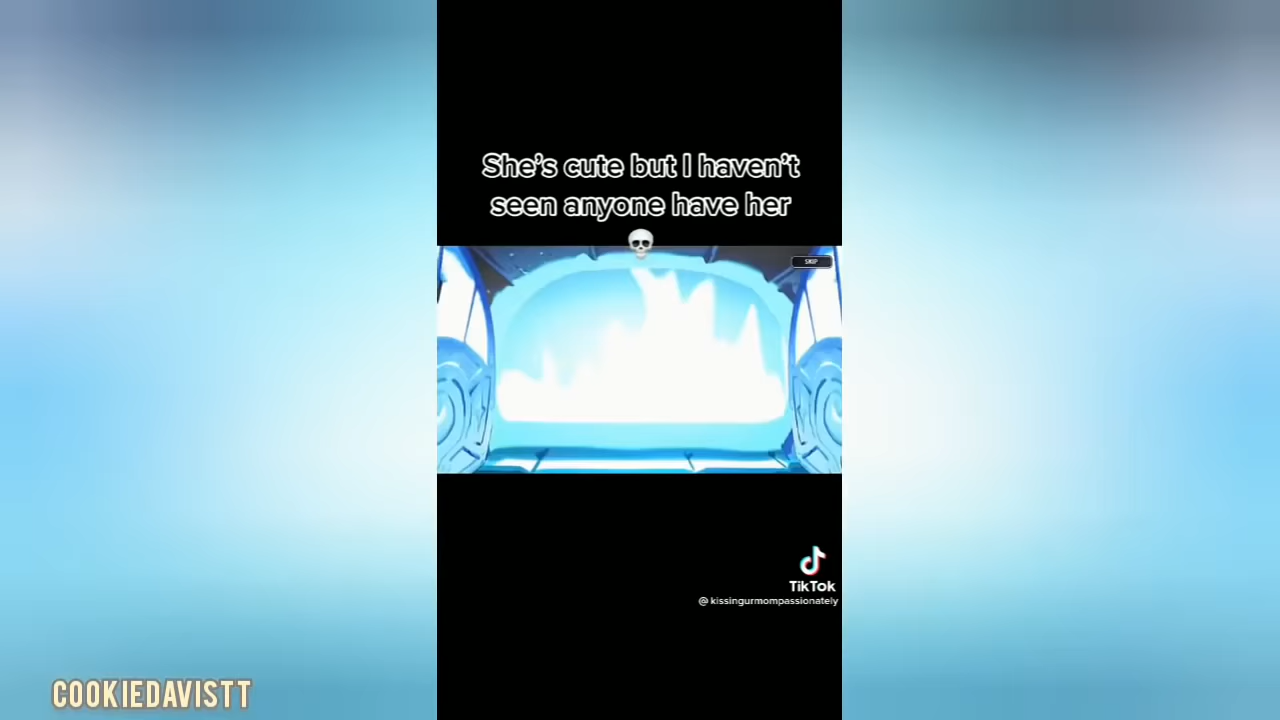 She's cute but I haven't
seen anyone have her
💀
SKIP
TikTok
@ kissingurmompassionately
COOKIEDAVISTT